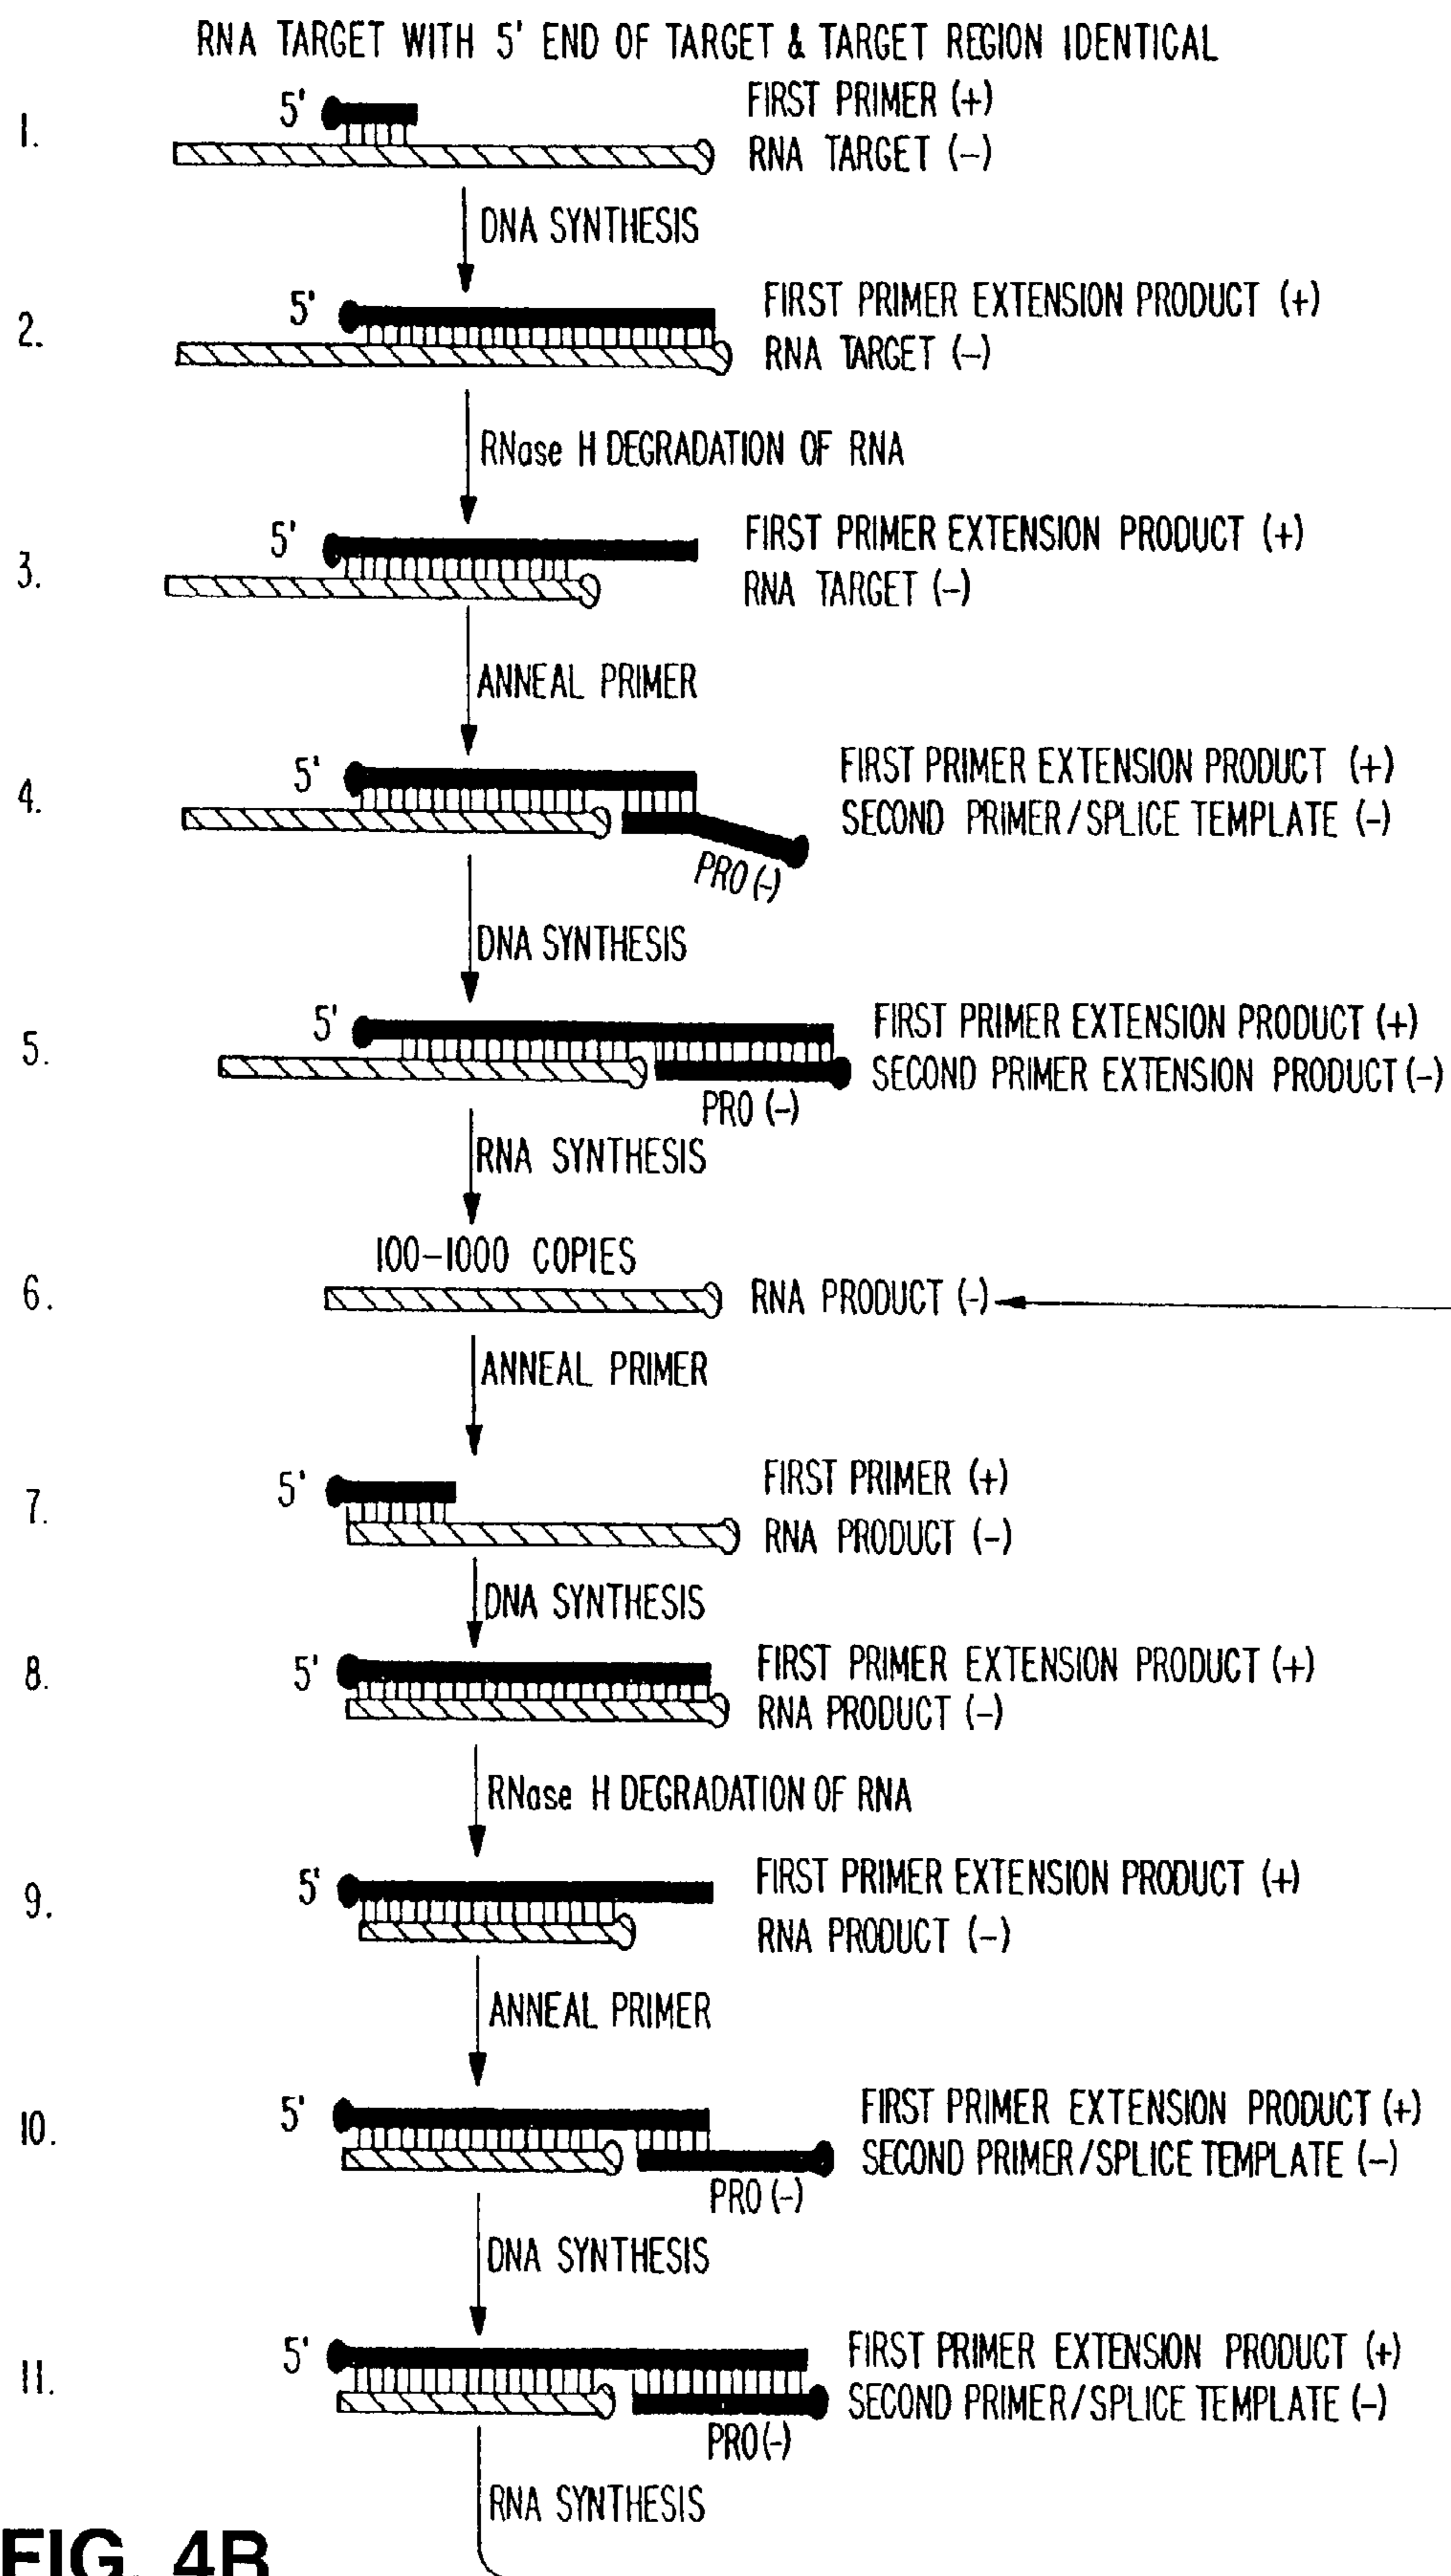 RNA TARGET WITH 5' END OF TARGET & TARGET REGION IDENTICAL
1.
5'
FIRST PRIMER (+)
RNA TARGET (-)
DNA SYNTHESIS
2.
5'
FIRST PRIMER EXTENSION PRODUCT (+)
RNA TARGET (-)
RNase H DEGRADATION OF RNA
3.
5'
FIRST PRIMER EXTENSION PRODUCT (+)
RNA TARGET (-)
ANNEAL PRIMER
4.
5'
FIRST PRIMER EXTENSION PRODUCT (+)
SECOND PRIMER/SPLICE TEMPLATE (-)
PRO (-)
DNA SYNTHESIS
5.
5'
FIRST PRIMER EXTENSION PRODUCT (+)
SECOND PRIMER EXTENSION PRODUCT (-)
PRO (-)
RNA SYNTHESIS
100-1000 COPIES
6.
RNA PRODUCT (-)
ANNEAL PRIMER
7.
5'
FIRST PRIMER (+)
RNA PRODUCT (-)
DNA SYNTHESIS
8.
5'
FIRST PRIMER EXTENSION PRODUCT (+)
RNA PRODUCT (-)
RNase H DEGRADATION OF RNA
9.
5'
FIRST PRIMER EXTENSION PRODUCT (+)
RNA PRODUCT (-)
ANNEAL PRIMER
10.
5'
FIRST PRIMER EXTENSION PRODUCT (+)
SECOND PRIMER/SPLICE TEMPLATE (-)
PRO (-)
DNA SYNTHESIS
11.
5'
FIRST PRIMER EXTENSION PRODUCT (+)
SECOND PRIMER/SPLICE TEMPLATE (-)
PRO (-)
RNA SYNTHESIS
FIG. 4B